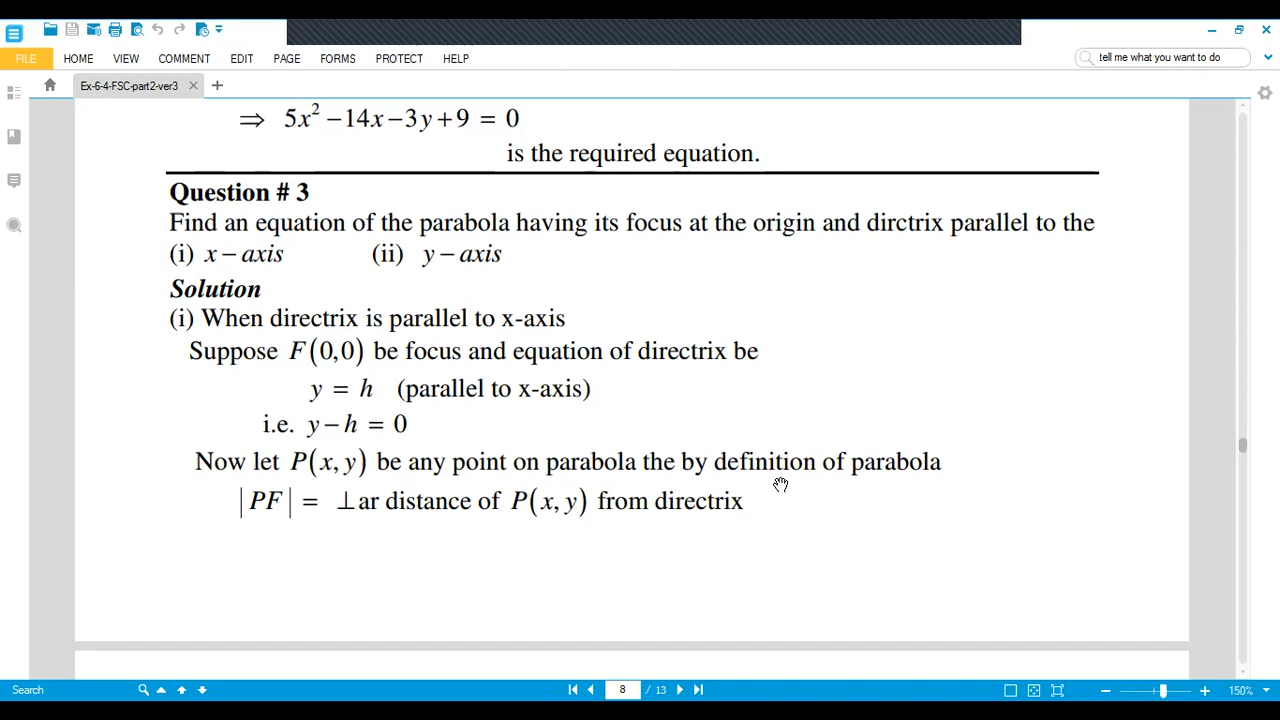 FILE HOME VIEW COMMENT EDIT PAGE FORMS PROTECT HELP tell me what you want to do
Ex-6-4-FSC-part2-ver3
⇒ 5x² − 14x − 3y + 9 = 0
is the required equation.
Question # 3
Find an equation of the parabola having its focus at the origin and dirctrix parallel to the
(i) x − axis (ii) y − axis
Solution
(i) When directrix is parallel to x-axis
Suppose F(0,0) be focus and equation of directrix be
y = h (parallel to x-axis)
i.e. y − h = 0
Now let P(x, y) be any point on parabola the by definition of parabola
|PF| = ⊥ar distance of P(x, y) from directrix
Search 8 / 13 150%